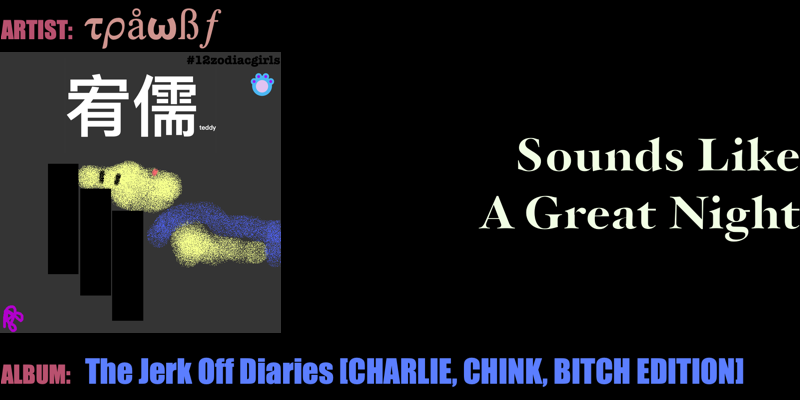 ARTIST: τρåωßƒ
#12zodiacgirls
宥儒
teddy
Sounds Like
A Great Night
ALBUM: The Jerk Off Diaries [CHARLIE, CHINK, BITCH EDITION]